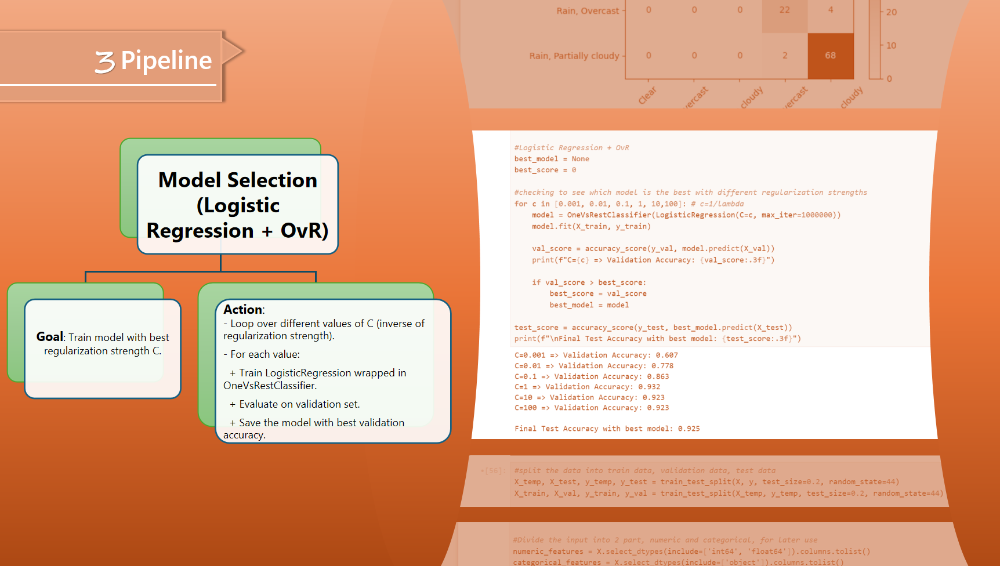 3 Pipeline
Model Selection
(Logistic
Regression + OvR)
Goal: Train model with best
regularization strength C.
Action:
- Loop over different values of C (inverse of
regularization strength).
- For each value:
+ Train LogisticRegression wrapped in
OneVsRestClassifier.
+ Evaluate on validation set.
+ Save the model with best validation
accuracy.
Rain, Overcast 0 0 0 22 4
20
10
Rain, Partially cloudy 0 0 0 2 68
0
Clear vercast cloudy vercast cloudy
#Logistic Regression + OvR
best_model = None
best_score = 0
#checking to see which model is the best with different regularization strengths
for c in [0.001, 0.01, 0.1, 1, 10,100]: # c=1/lambda
model = OneVsRestClassifier(LogisticRegression(C=c, max_iter=1000000))
model.fit(X_train, y_train)
val_score = accuracy_score(y_val, model.predict(X_val))
print(f"C={c} => Validation Accuracy: {val_score:.3f}")
if val_score > best_score:
best_score = val_score
best_model = model
test_score = accuracy_score(y_test, best_model.predict(X_test))
print(f"\nFinal Test Accuracy with best model: {test_score:.3f}")
C=0.001 => Validation Accuracy: 0.607
C=0.01 => Validation Accuracy: 0.778
C=0.1 => Validation Accuracy: 0.863
C=1 => Validation Accuracy: 0.932
C=10 => Validation Accuracy: 0.923
C=100 => Validation Accuracy: 0.923
Final Test Accuracy with best model: 0.925
•[56]: #split the data into train data, validation data, test data
X_temp, X_test, y_temp, y_test = train_test_split(X, y, test_size=0.2, random_state=44)
X_train, X_val, y_train, y_val = train_test_split(X_temp, y_temp, test_size=0.2, random_state=44)
#Divide the input into 2 part, numeric and categorical, for later use
numeric_features = X.select_dtypes(include=['int64', 'float64']).columns.tolist()
categorical_features = X.select_dtypes(include=['object']).columns.tolist()